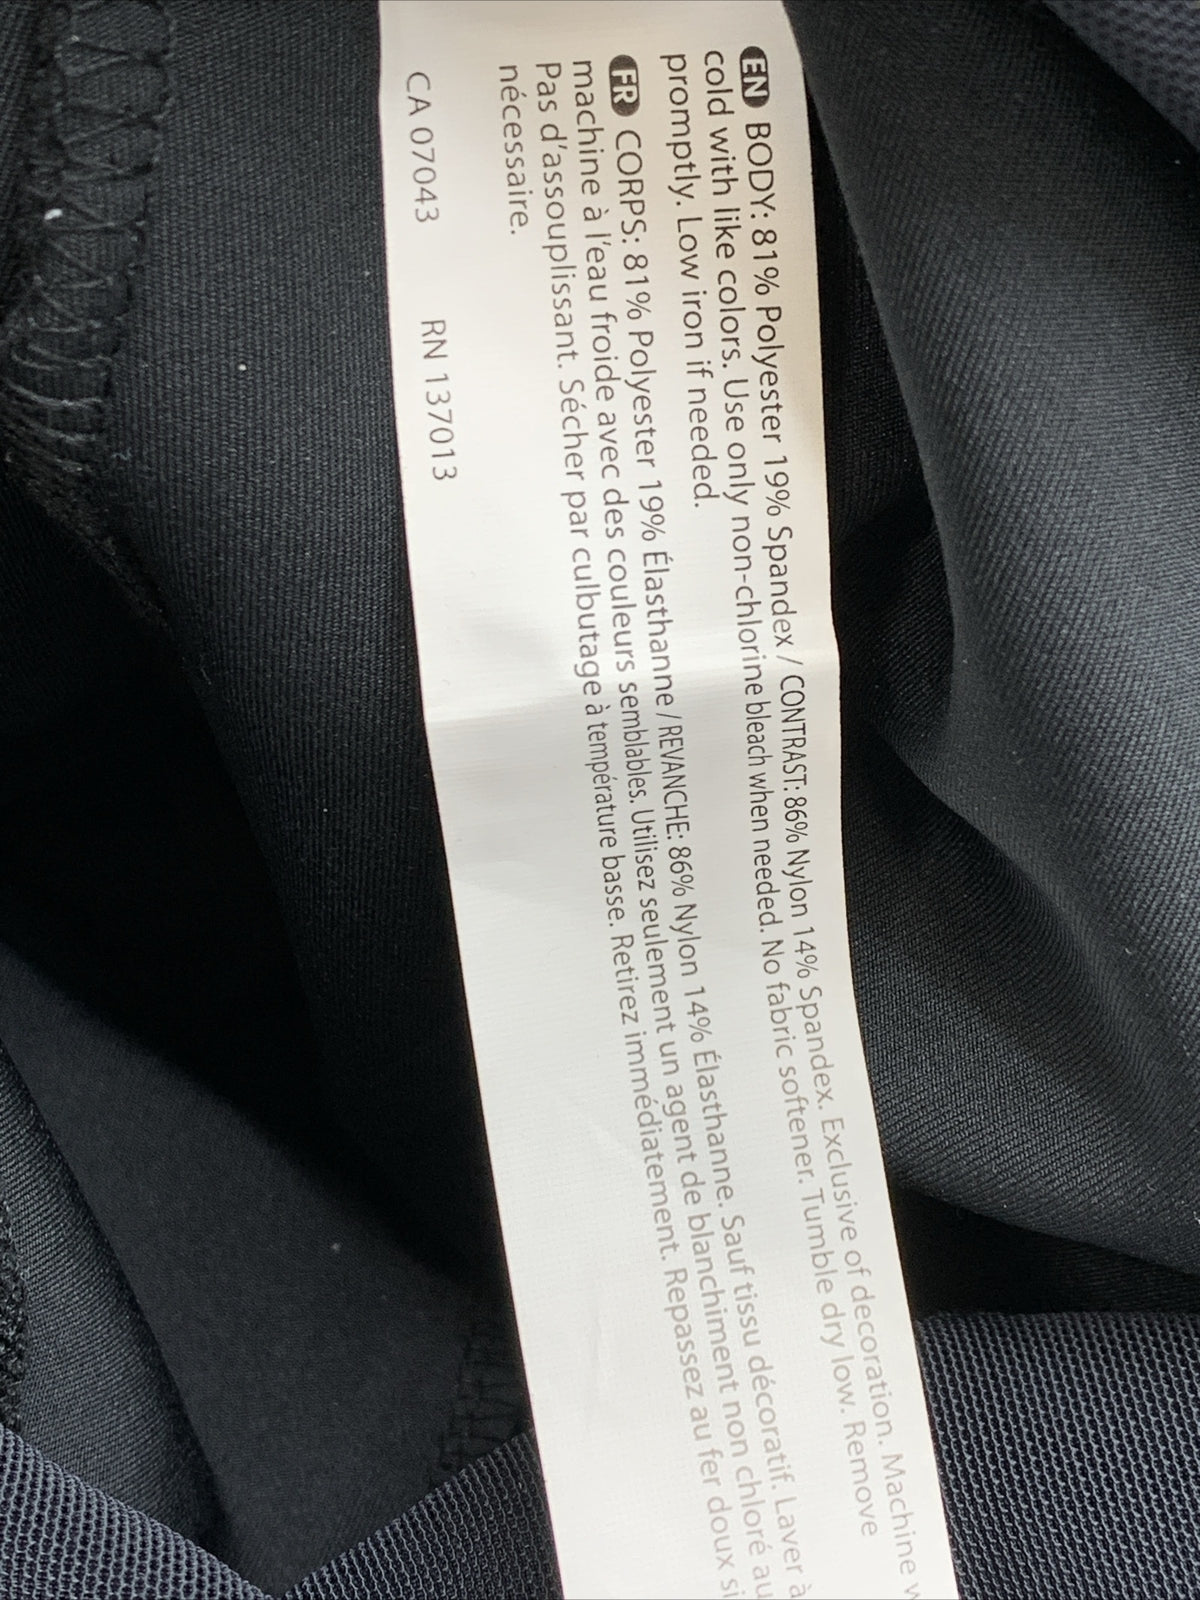 EN BODY: 81% Polyester 19% Spandex / CONTRAST: 86% Nylon 14% Spandex. Exclusive of decoration. Machine
cold with like colors. Use only non-chlorine bleach when needed. No fabric softener. Tumble dry low. Remove
promptly. Low iron if needed.
FR CORPS: 81% Polyester 19% Élasthanne / REVANCHE: 86% Nylon 14% Élasthanne. Sauf tissu décoratif. Laver à
machine à l'eau froide avec des couleurs semblables. Utilisez seulement un agent de blanchiment non chloré au
Pas d'assouplissant. Sécher par culbutage à température basse. Retirez immédiatement. Repassez au fer doux si
nécessaire.
CA 07043 RN 137013